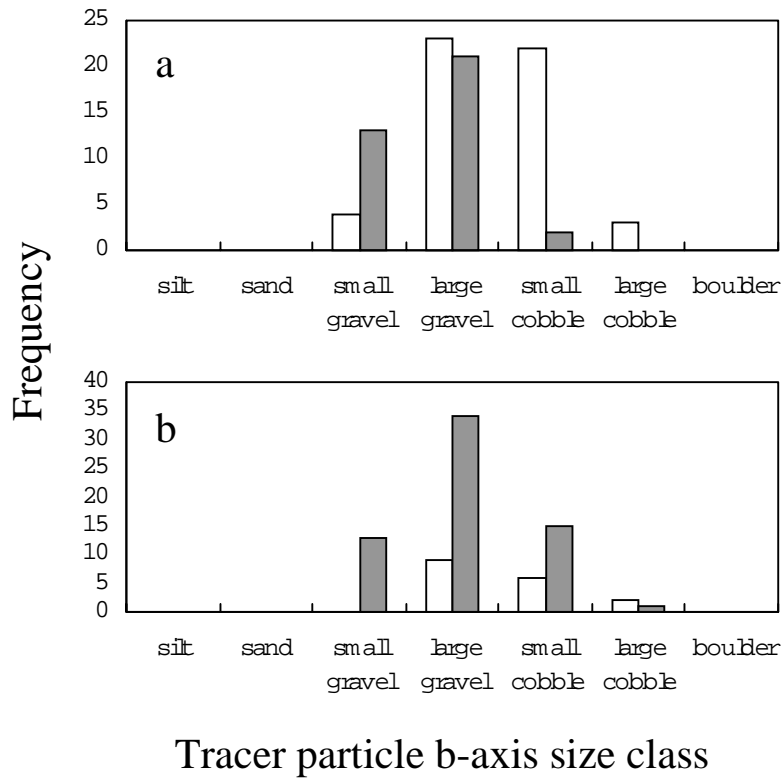 25
20
15
10
5
0
a
silt sand small large small large boulder
gravel gravel cobble cobble
Frequency
40
35
30
25
20
15
10
5
0
b
silt sand small large small large boulder
gravel gravel cobble cobble
Tracer particle b-axis size class